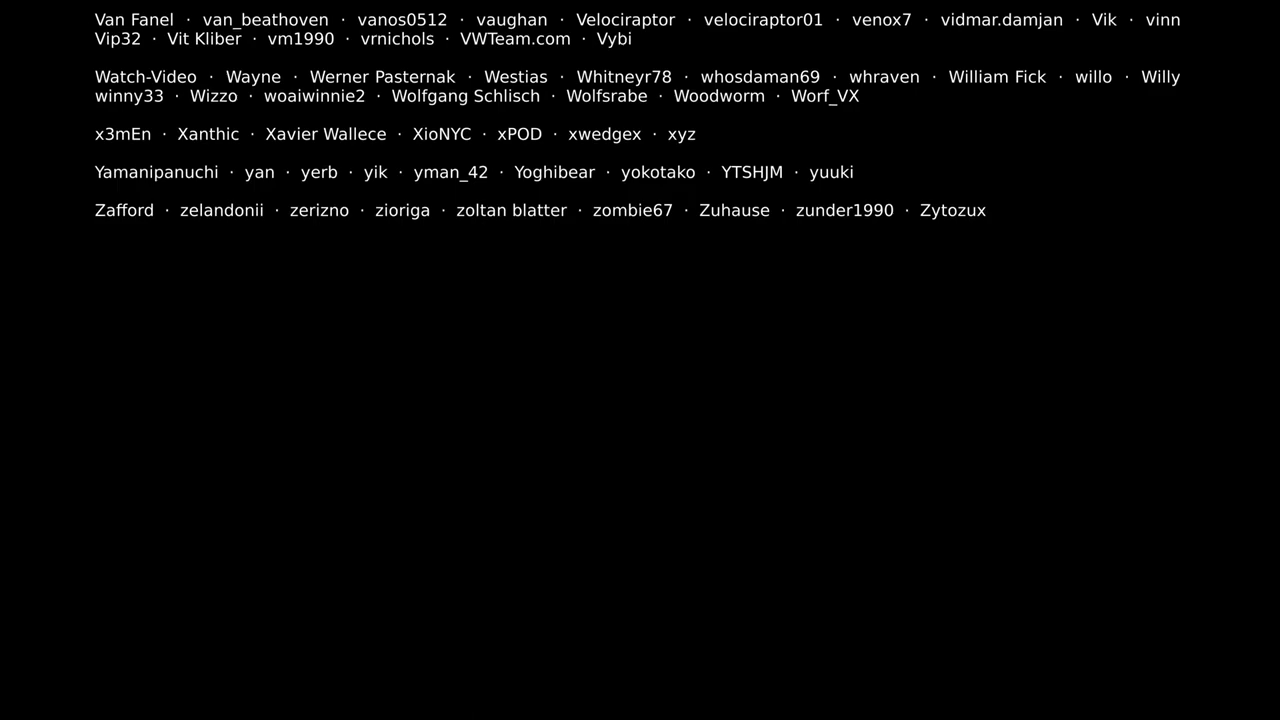 Van Fanel · van_beathoven · vanos0512 · vaughan · Velociraptor · velociraptor01 · venox7 · vidmar.damjan · Vik · vinn
Vip32 · Vit Kliber · vm1990 · vrnichols · VWTeam.com · Vybi
Watch-Video · Wayne · Werner Pasternak · Westias · Whitneyr78 · whosdaman69 · whraven · William Fick · willo · Willy
winny33 · Wizzo · woaiwinnie2 · Wolfgang Schlisch · Wolfsrabe · Woodworm · Worf_VX
x3mEn · Xanthic · Xavier Wallece · XioNYC · xPOD · xwedgex · xyz
Yamanipanuchi · yan · yerb · yik · yman_42 · Yoghibear · yokotako · YTSHJM · yuuki
Zafford · zelandonii · zerizno · zioriga · zoltan blatter · zombie67 · Zuhause · zunder1990 · Zytozux